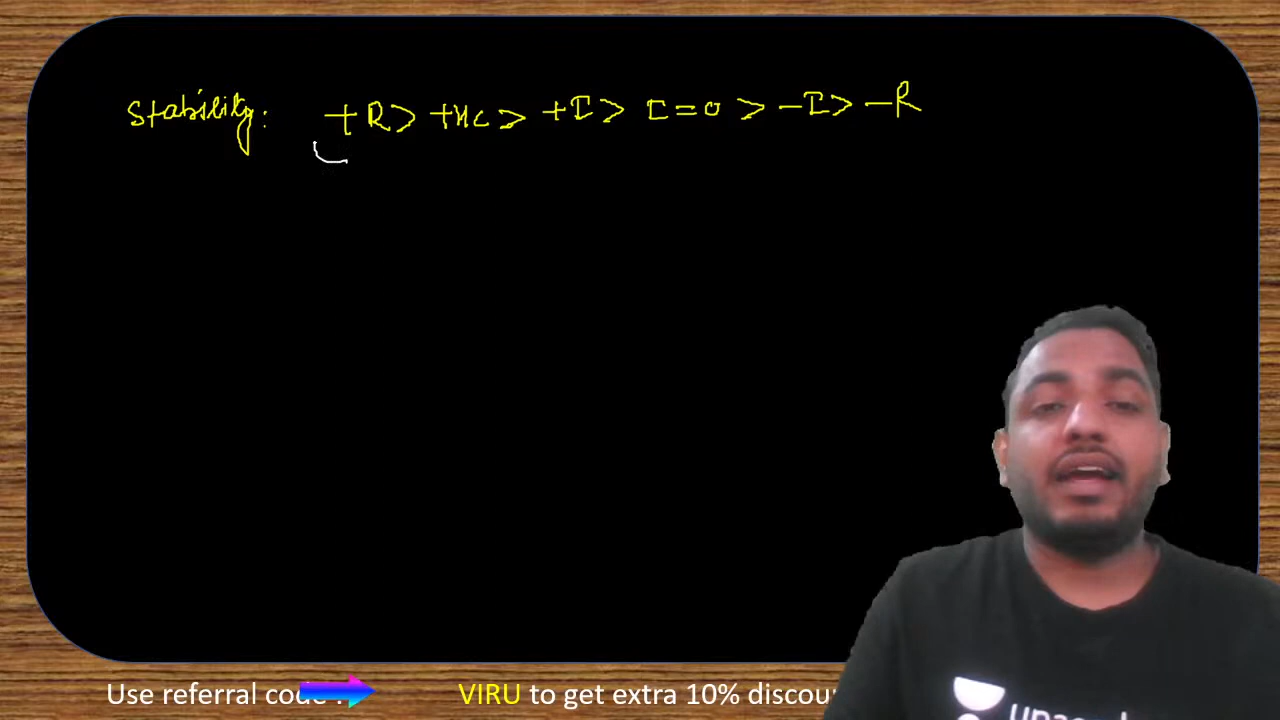 Stability: +R > +HC > +I > I=0 > -I > -R
Use referral code :
VIRU to get extra 10% discou